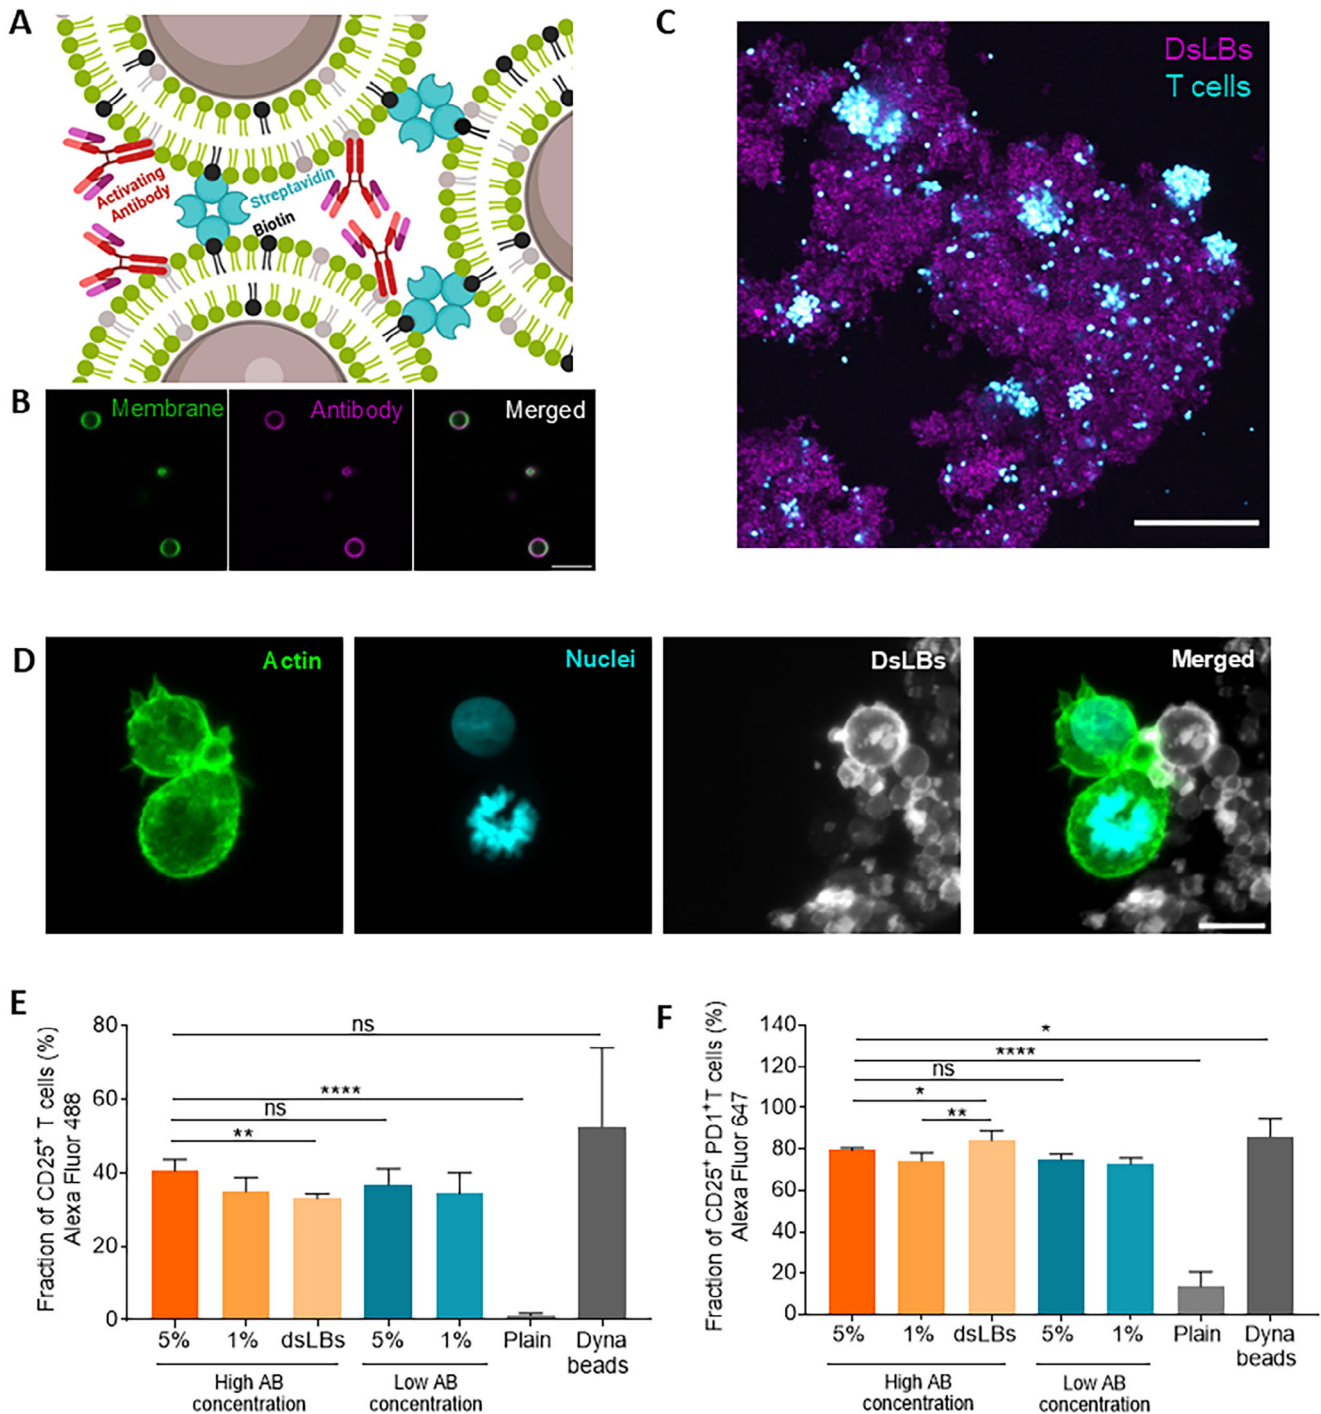 A
Activating
Antibody
Streptavidin
Biotin
B
Membrane
Antibody
Merged
C
DsLBs
T cells
D
Actin
Nuclei
DsLBs
Merged
E
Fraction of CD25⁺ T cells (%)
Alexa Fluor 488
80
60
40
20
0
ns
****
ns
**
5%
1%
dsLBs
5%
1%
Plain
Dyna
beads
High AB
concentration
Low AB
concentration
F
Fraction of CD25⁺ PD1⁺T cells (%)
Alexa Fluor 647
140
120
100
80
60
40
20
0
*
****
ns
*
**
5%
1%
dsLBs
5%
1%
Plain
Dyna
beads
High AB
concentration
Low AB
concentration